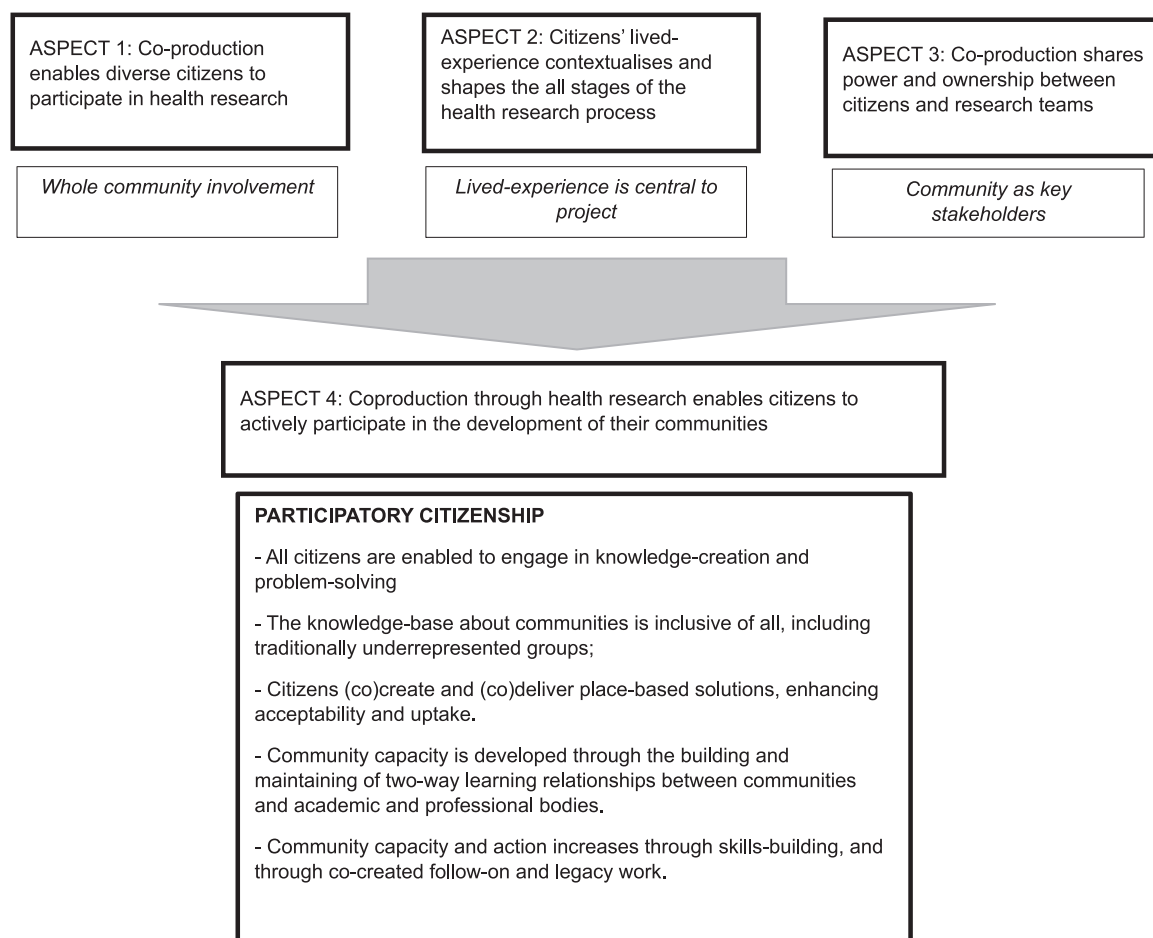 ASPECT 1: Co-production
enables diverse citizens to
participate in health research
Whole community involvement
ASPECT 2: Citizens' lived-
experience contextualises and
shapes the all stages of the
health research process
Lived-experience is central to
project
ASPECT 3: Co-production shares
power and ownership between
citizens and research teams
Community as key
stakeholders
ASPECT 4: Coproduction through health research enables citizens to
actively participate in the development of their communities
PARTICIPATORY CITIZENSHIP
- All citizens are enabled to engage in knowledge-creation and
problem-solving
- The knowledge-base about communities is inclusive of all, including
traditionally underrepresented groups;
- Citizens (co)create and (co)deliver place-based solutions, enhancing
acceptability and uptake.
- Community capacity is developed through the building and
maintaining of two-way learning relationships between communities
and academic and professional bodies.
- Community capacity and action increases through skills-building, and
through co-created follow-on and legacy work.